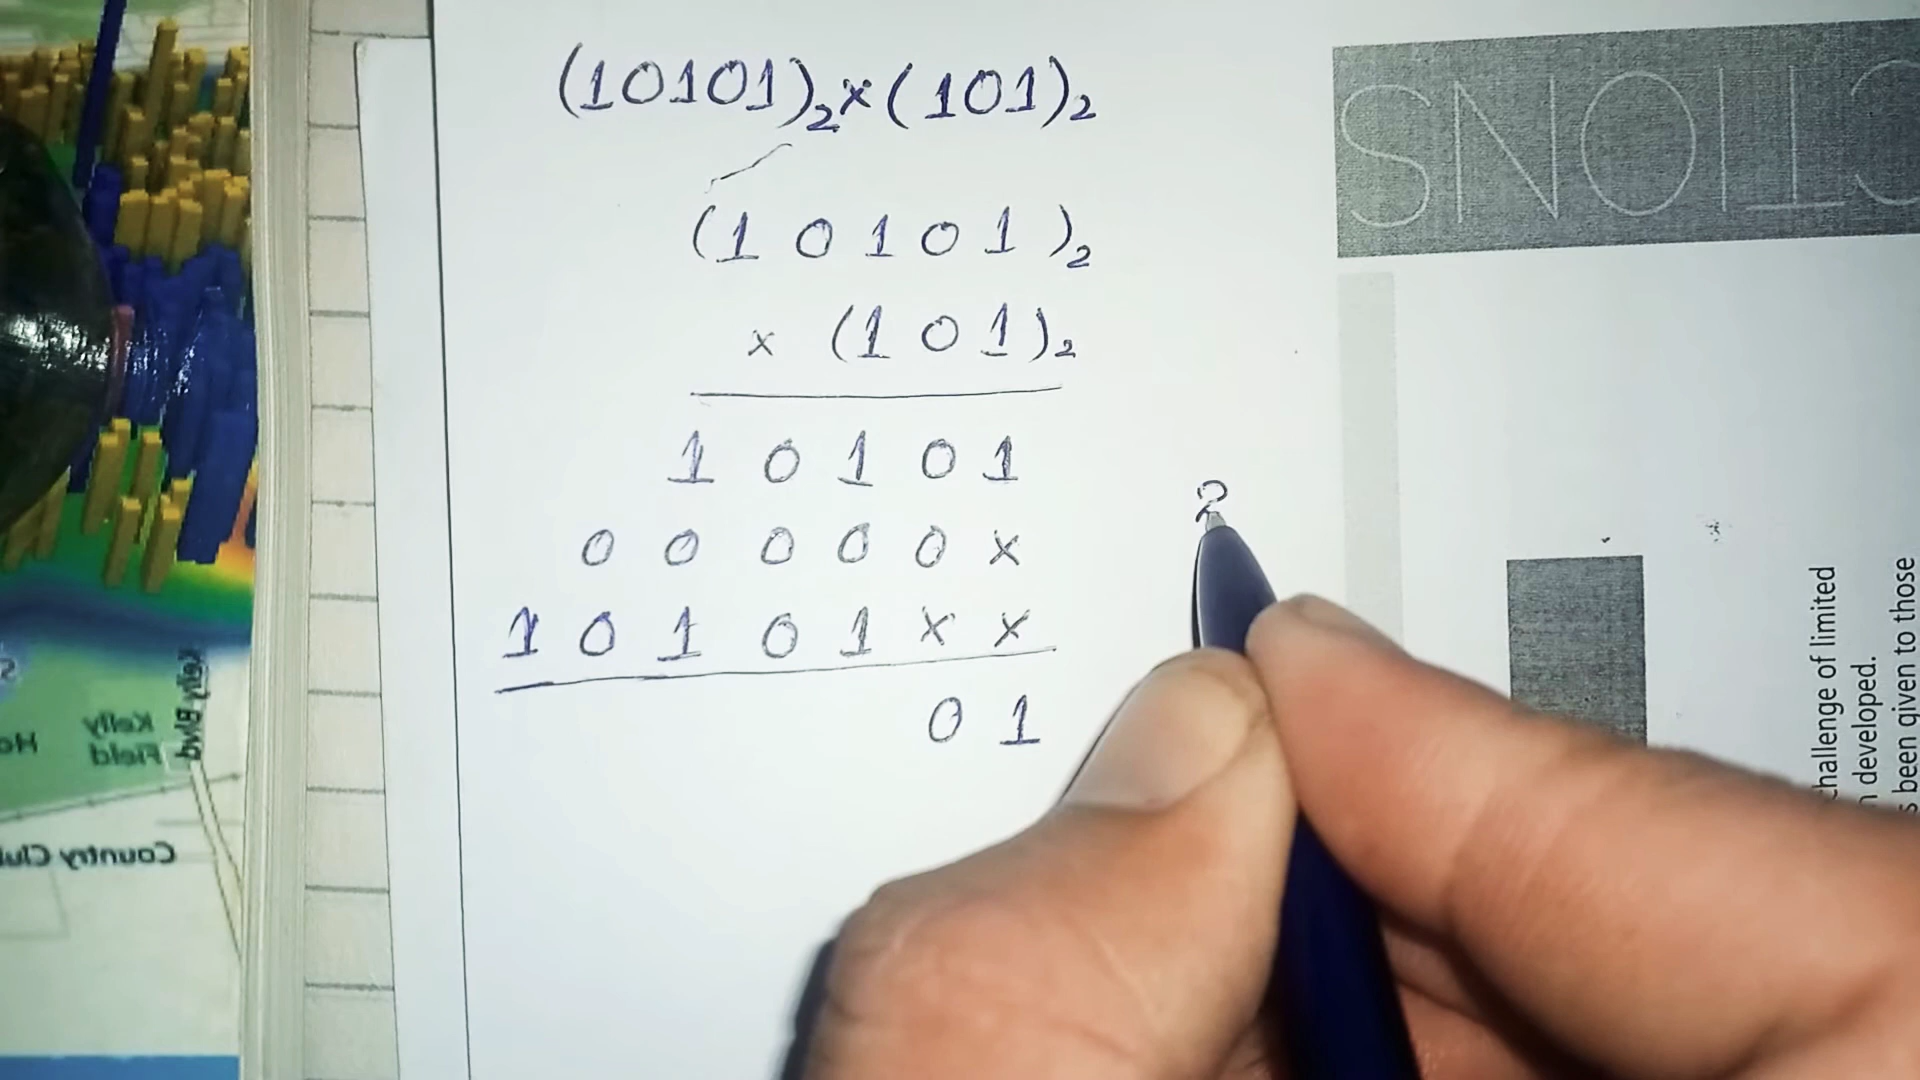 (10101)₂×(101)₂
(1 0 1 0 1)₂
× (1 0 1)₂
1 0 1 0 1
0 0 0 0 0 ×
1 0 1 0 1 × ×
0 1
2
CTIONS
challenge of limited
developed.
been given to those
Kelly
Field
Kelly Blvd
Country Clu